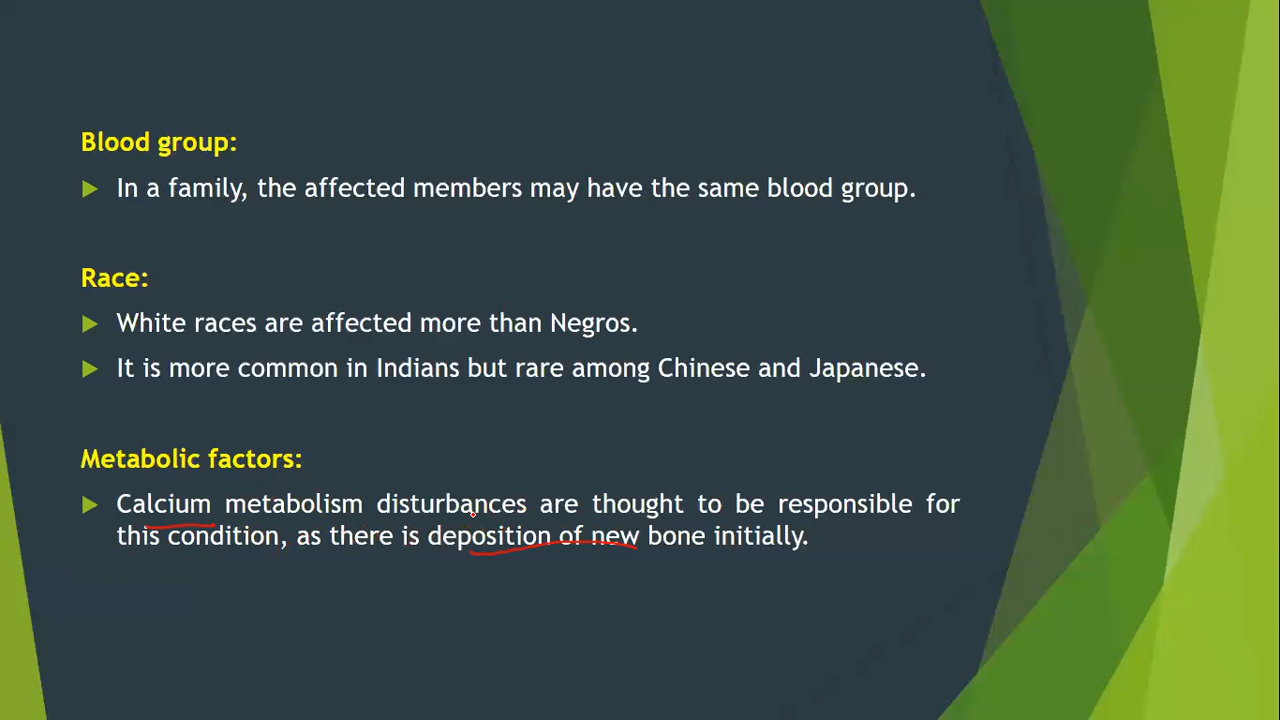 Blood group:
In a family, the affected members may have the same blood group.
Race:
White races are affected more than Negros.
It is more common in Indians but rare among Chinese and Japanese.
Metabolic factors:
Calcium metabolism disturbances are thought to be responsible for
this condition, as there is deposition of new bone initially.